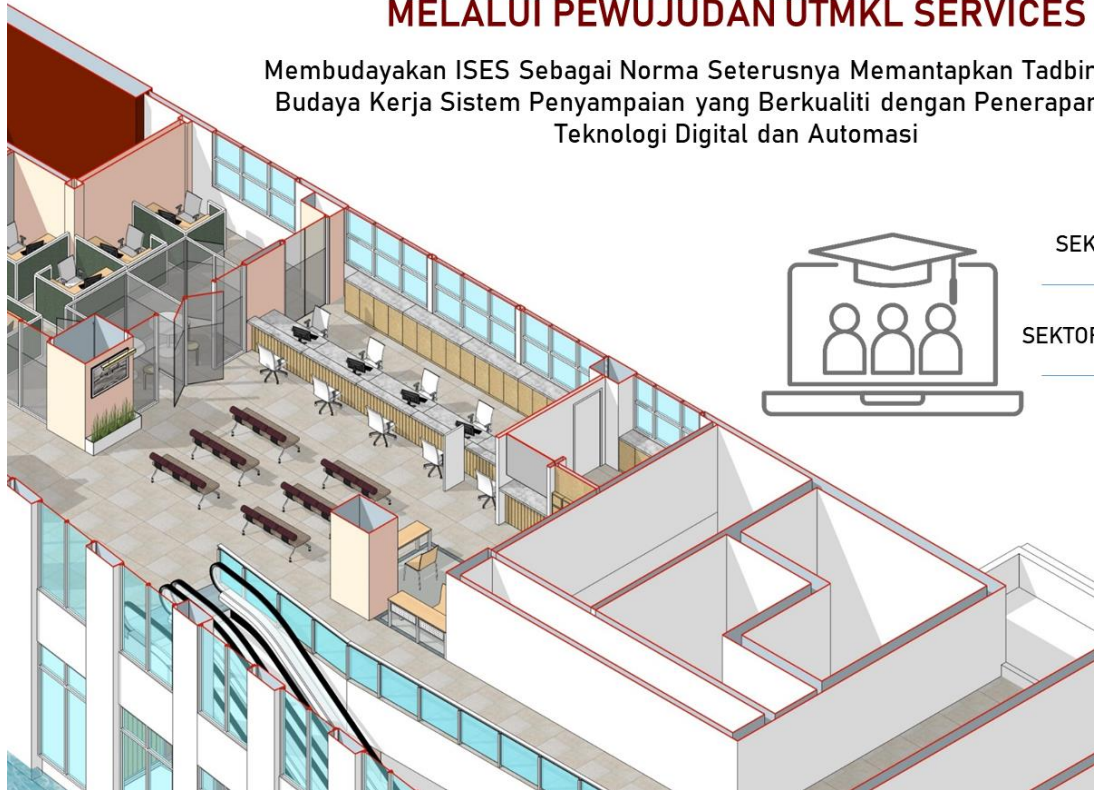 MELALUI PEWUJUDAN UTMKL SERVICES
Membudayakan ISES Sebagai Norma Seterusnya Memantapkan Tadbir
Budaya Kerja Sistem Penyampaian yang Berkualiti dengan Penerapan
Teknologi Digital dan Automasi
SEK
SEKTOR